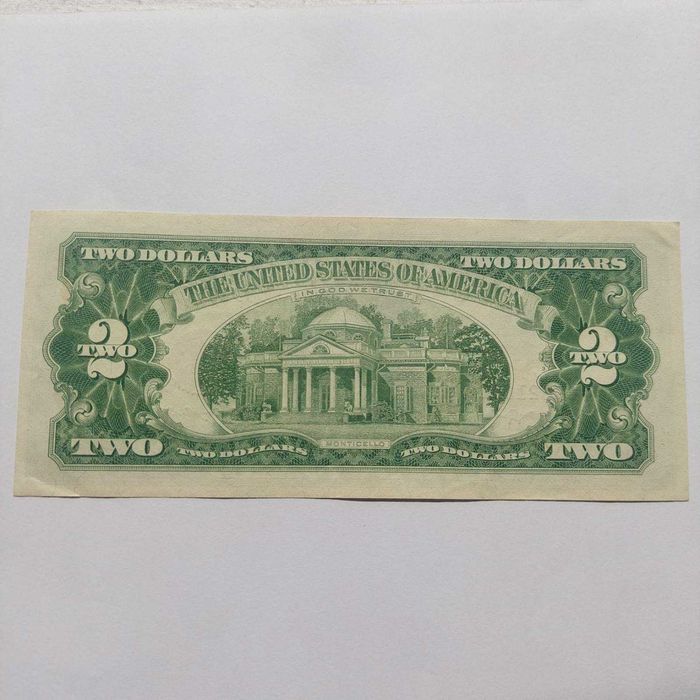 TWO DOLLARS TWO DOLLARS
THE UNITED STATES OF AMERICA
IN GOD WE TRUST
2 2
TWO TWO
MONTICELLO
TWO TWO DOLLARS TWO DOLLARS TWO